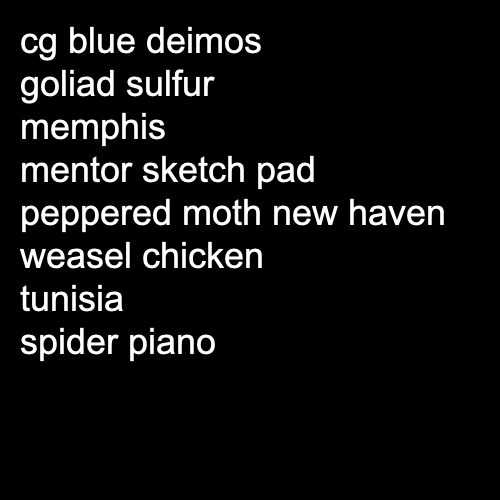 cg blue deimos
goliad sulfur
memphis
mentor sketch pad
peppered moth new haven
weasel chicken
tunisia
spider piano